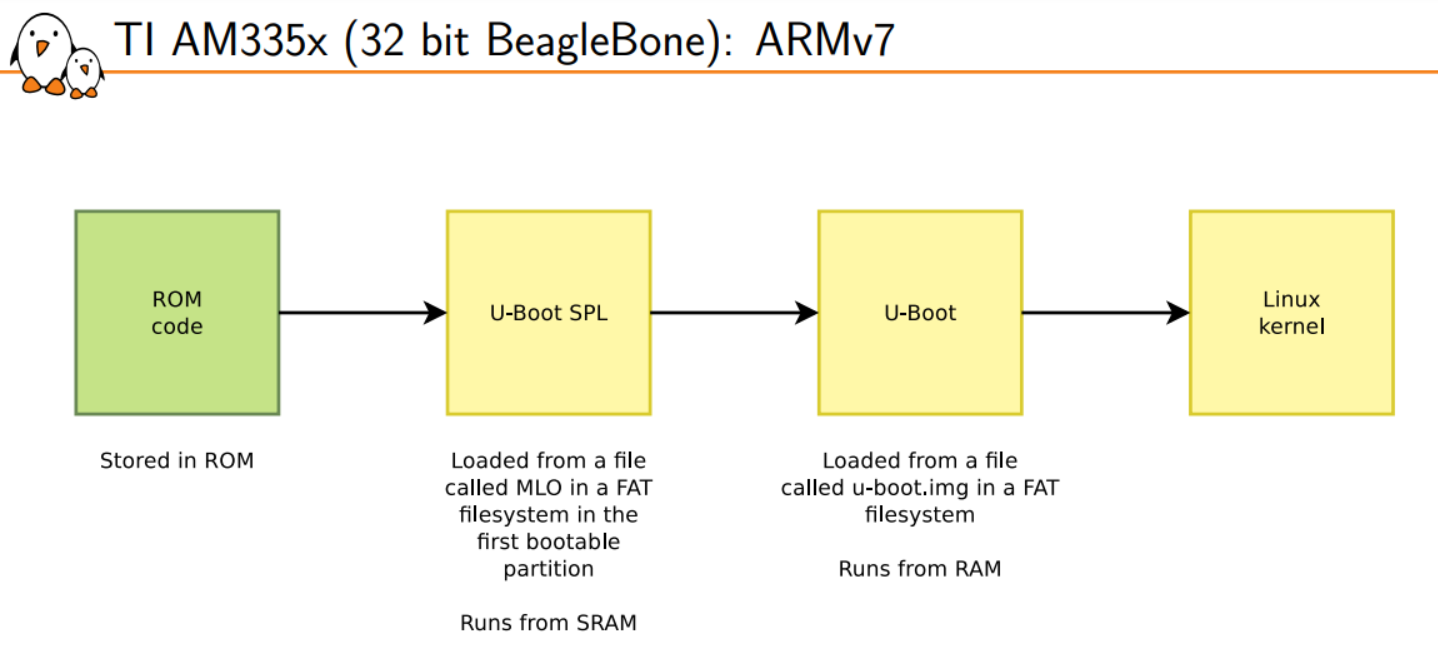 TI AM335x (32 bit BeagleBone): ARMv7
ROM
code
U-Boot SPL
U-Boot
Linux
kernel
Stored in ROM
Loaded from a file
called MLO in a FAT
filesystem in the
first bootable
partition
Runs from SRAM
Loaded from a file
called u-boot.img in a FAT
filesystem
Runs from RAM